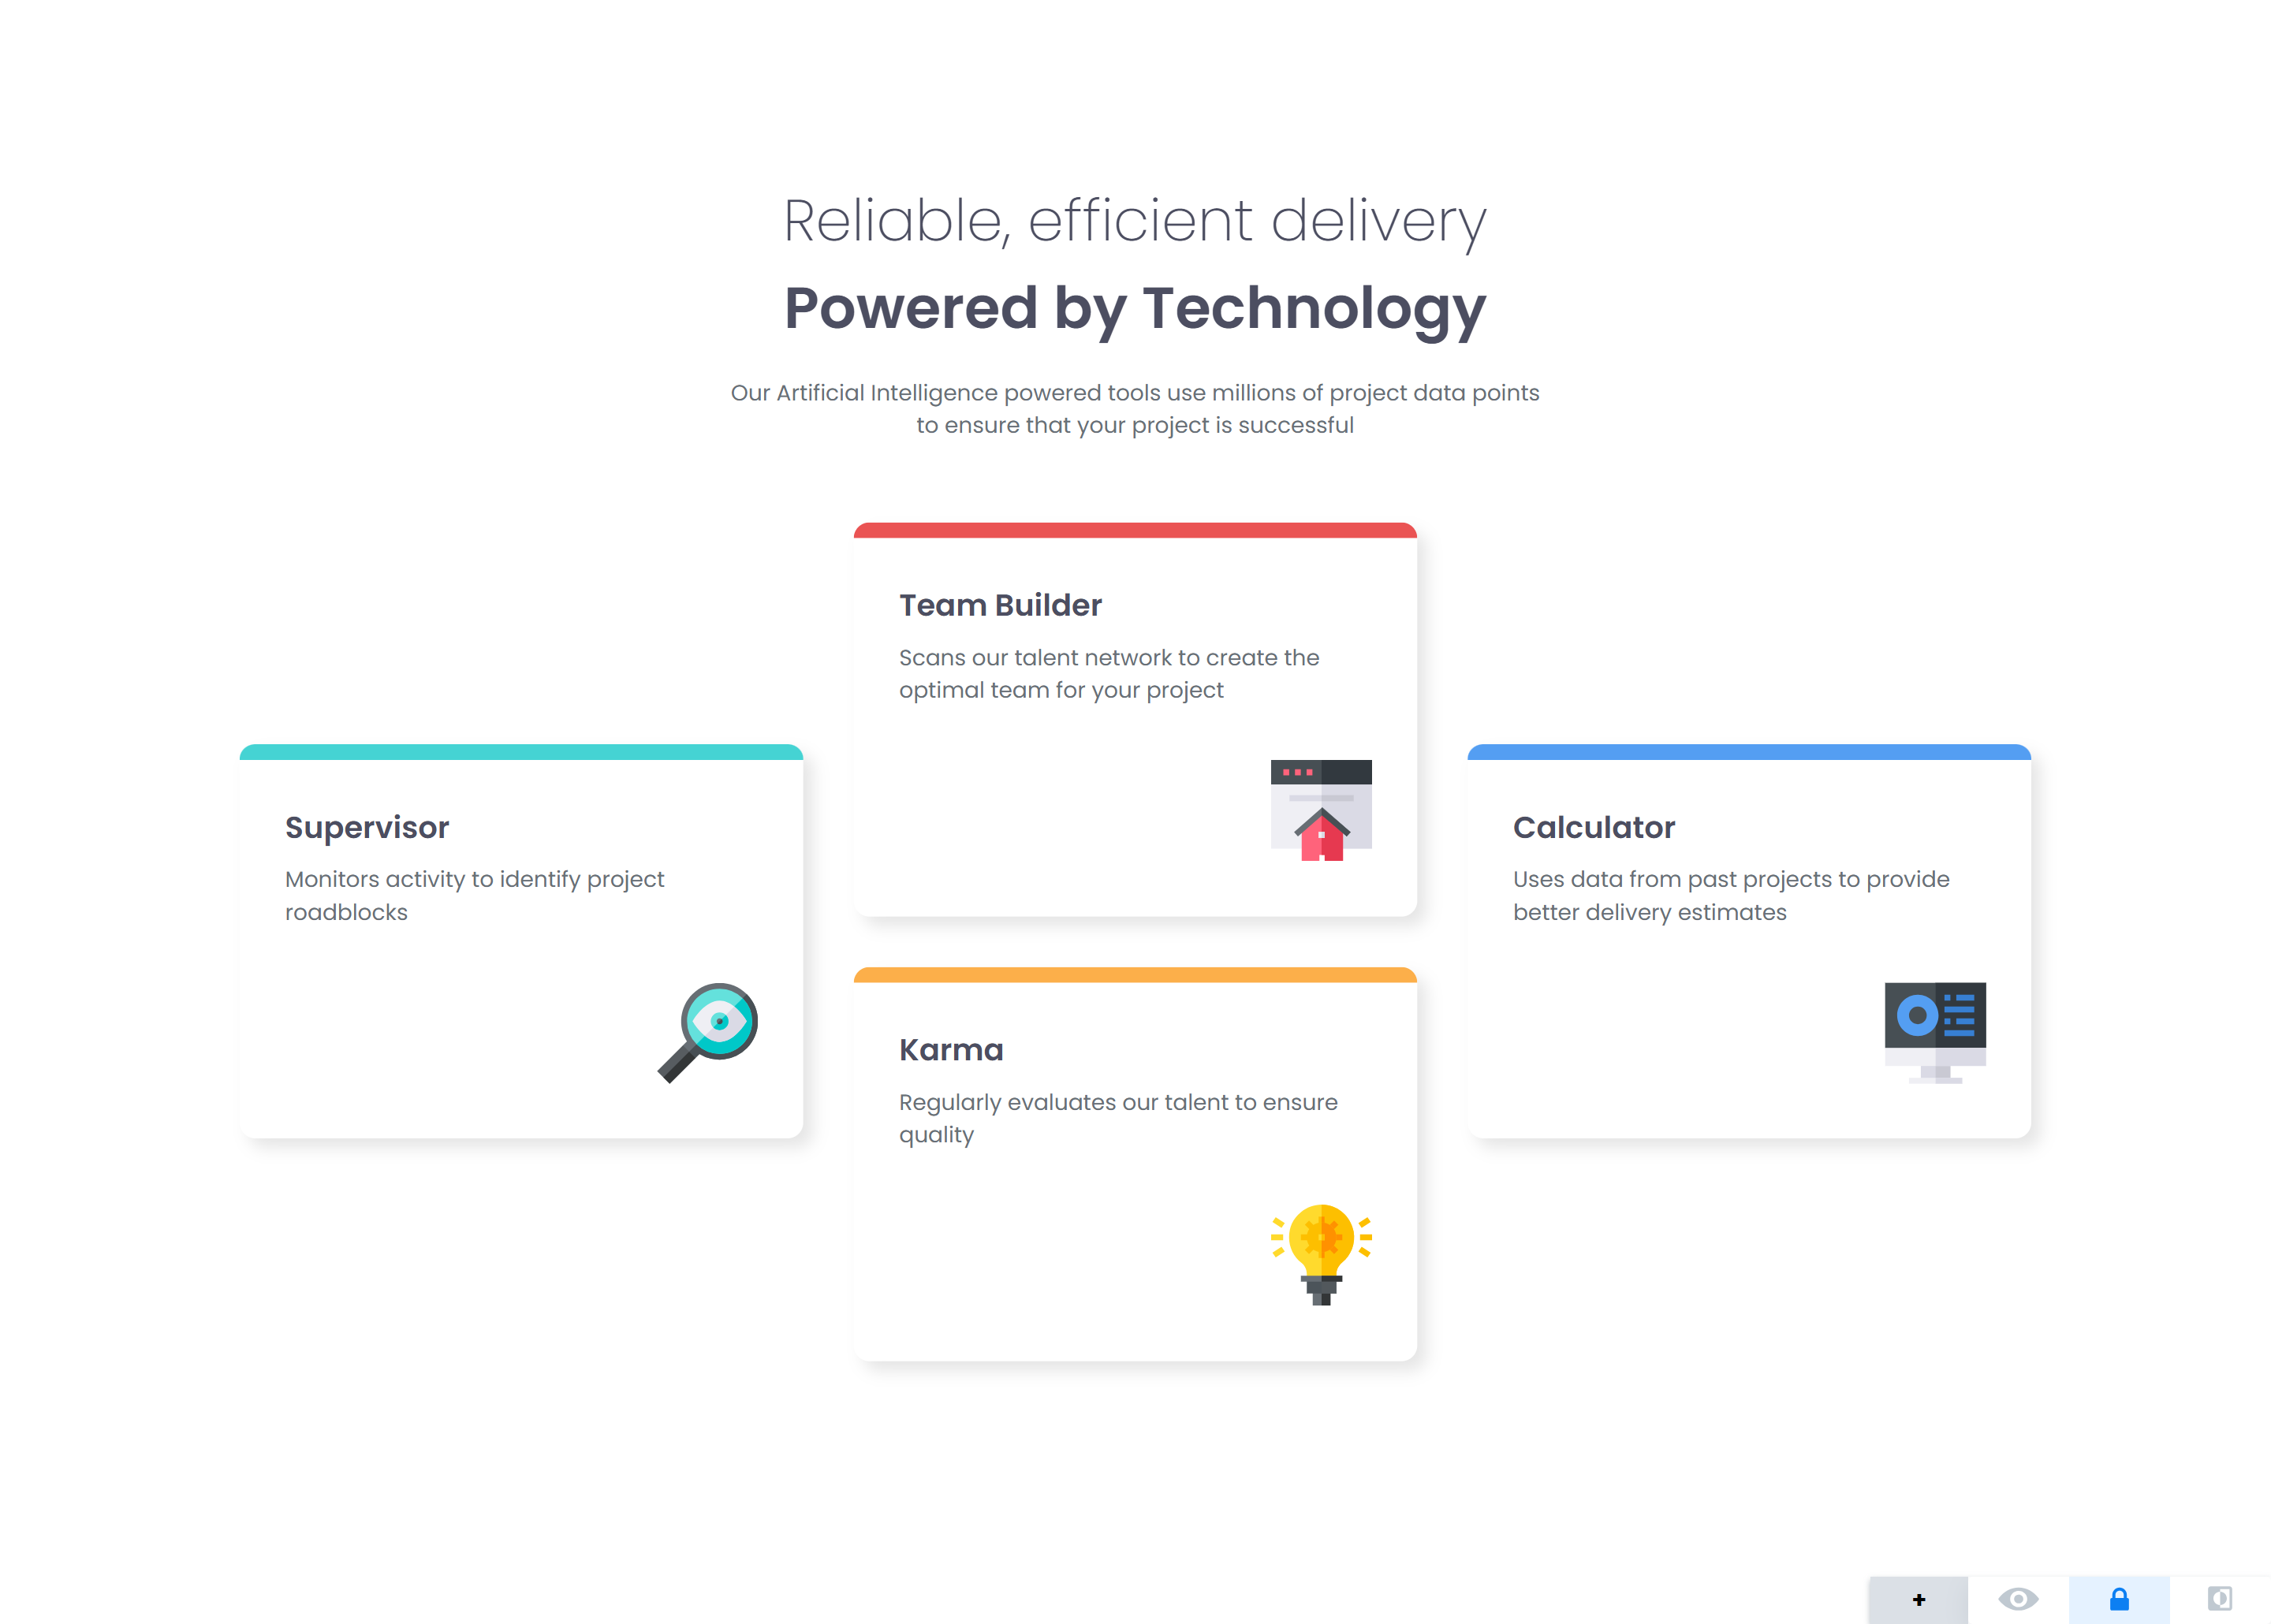 Reliable, efficient delivery
Powered by Technology
Our Artificial Intelligence powered tools use millions of project data points
to ensure that your project is successful
Team Builder
Scans our talent network to create the
optimal team for your project
Supervisor
Monitors activity to identify project
roadblocks
Calculator
Uses data from past projects to provide
better delivery estimates
Karma
Regularly evaluates our talent to ensure
quality
+